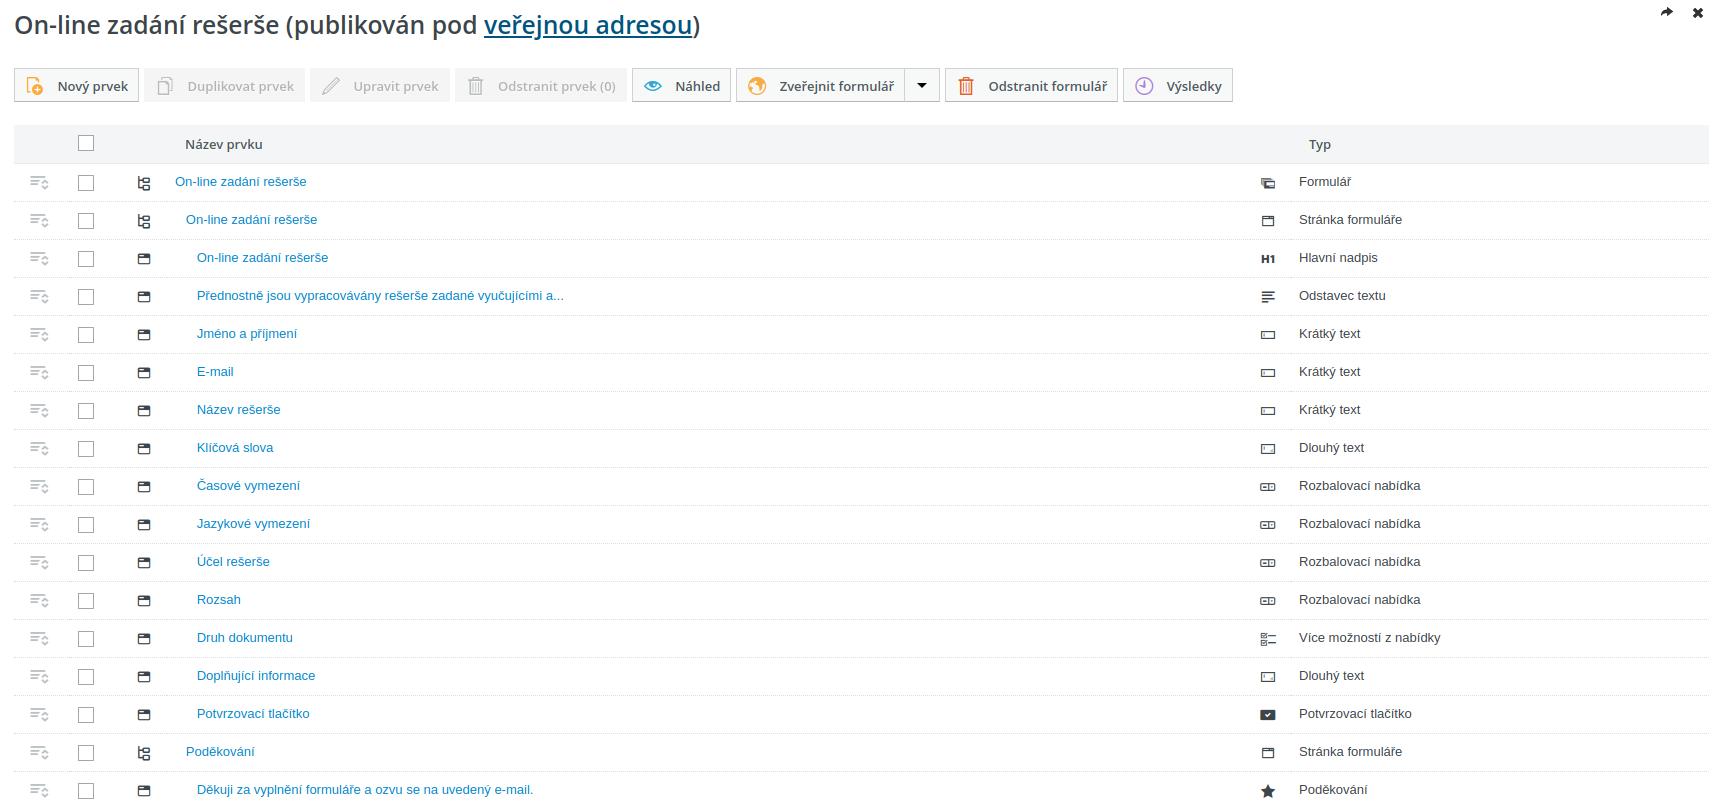 On-line zadání rešerše (publikován pod veřejnou adresou)
Nový prvek Duplikovat prvek Upravit prvek Odstranit prvek (0) Náhled Zveřejnit formulář Odstranit formulář Výsledky
Název prvku Typ
On-line zadání rešerše Formulář
On-line zadání rešerše Stránka formuláře
On-line zadání rešerše H1 Hlavní nadpis
Přednostně jsou vypracovávány rešerše zadané vyučujícími a... Odstavec textu
Jméno a příjmení Krátký text
E-mail Krátký text
Název rešerše Krátký text
Klíčová slova Dlouhý text
Časové vymezení Rozbalovací nabídka
Jazykové vymezení Rozbalovací nabídka
Účel rešerše Rozbalovací nabídka
Rozsah Rozbalovací nabídka
Druh dokumentu Více možností z nabídky
Doplňující informace Dlouhý text
Potvrzovací tlačítko Potvrzovací tlačítko
Poděkování Stránka formuláře
Děkuji za vyplnění formuláře a ozvu se na uvedený e-mail. Poděkování